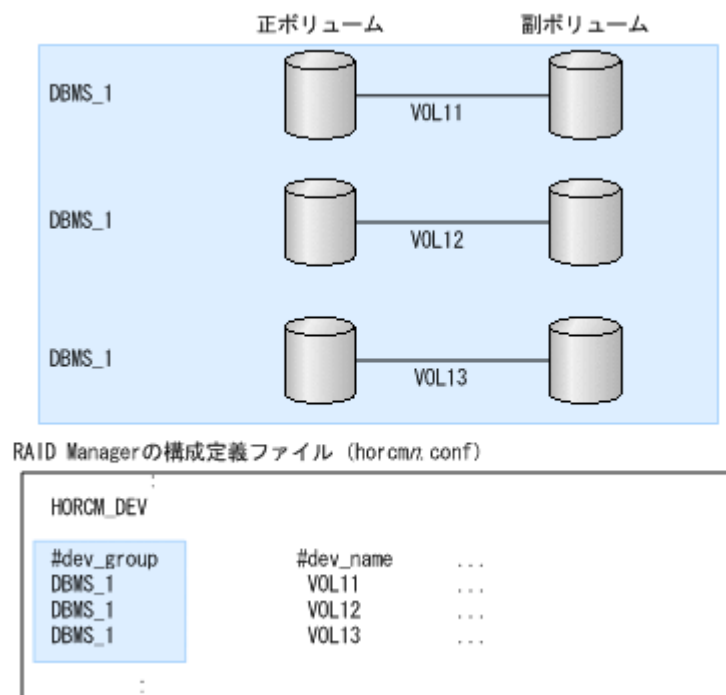 正ボリューム 副ボリューム
DBMS_1
VOL11
DBMS_1
VOL12
DBMS_1
VOL13
RAID Managerの構成定義ファイル (horcmn.conf)
:
HORCM_DEV
#dev_group #dev_name ...
DBMS_1 VOL11 ...
DBMS_1 VOL12 ...
DBMS_1 VOL13 ...
: